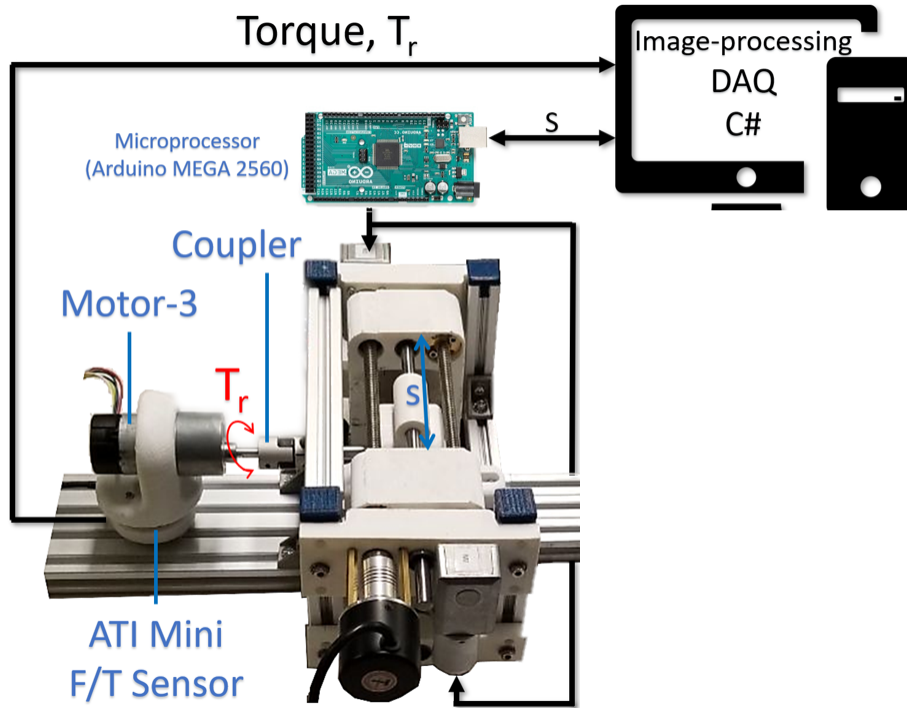 Torque, Tr
Image-processing
DAQ
C#
Microprocessor
(Arduino MEGA 2560)
S
Coupler
Motor-3
Tr
S
ATI Mini
F/T Sensor